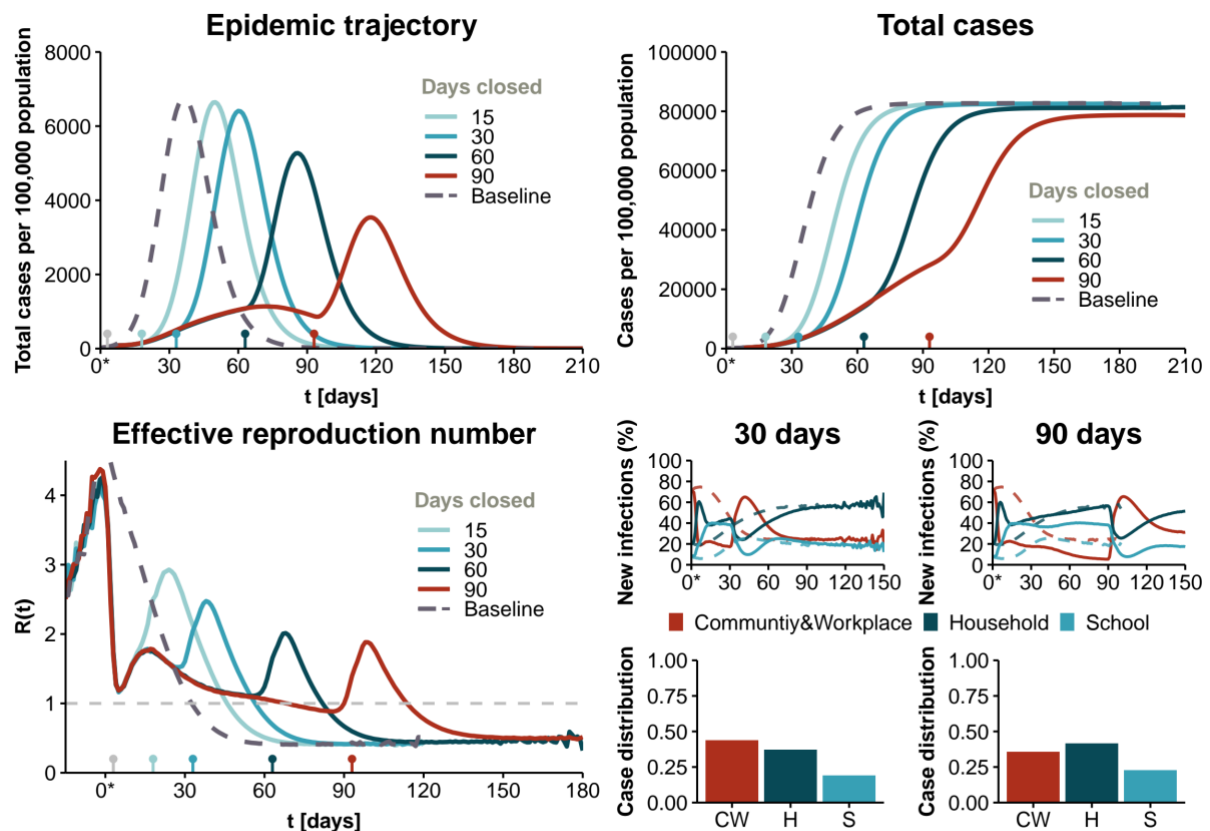 Epidemic trajectory
Total cases per 100,000 population
8000
6000
4000
2000
0
Days closed
15
30
60
90
Baseline
0* 30 60 90 120 150 180 210
t [days]
Total cases
Cases per 100,000 population
100000
80000
60000
40000
20000
0
Days closed
15
30
60
90
Baseline
0* 30 60 90 120 150 180 210
t [days]
Effective reproduction number
R(t)
4
3
2
1
0
Days closed
15
30
60
90
Baseline
0* 30 60 90 120 150 180
t [days]
30 days
New infections (%)
100
80
60
40
20
0
0* 30 60 90 120 150
90 days
New infections (%)
100
80
60
40
20
0
0* 30 60 90 120 150
Communtiy&Workplace Household School
Case distribution
1.00
0.75
0.50
0.25
0.00
CW H S
Case distribution
1.00
0.75
0.50
0.25
0.00
CW H S